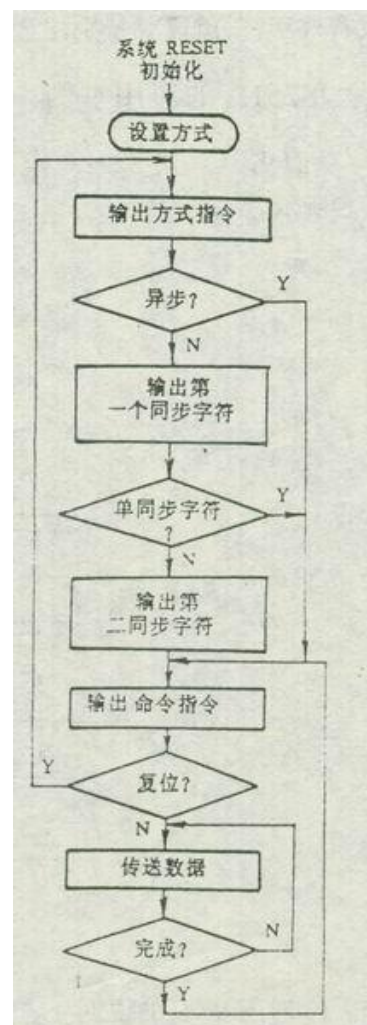 系统 RESET
初始化
设置方式
输出方式指令
异步?
Y
N
输出第
一个同步字符
单同步字符
?
Y
N
输出第
二同步字符
输出命令指令
复位?
Y
N
传送数据
完成?
N
Y